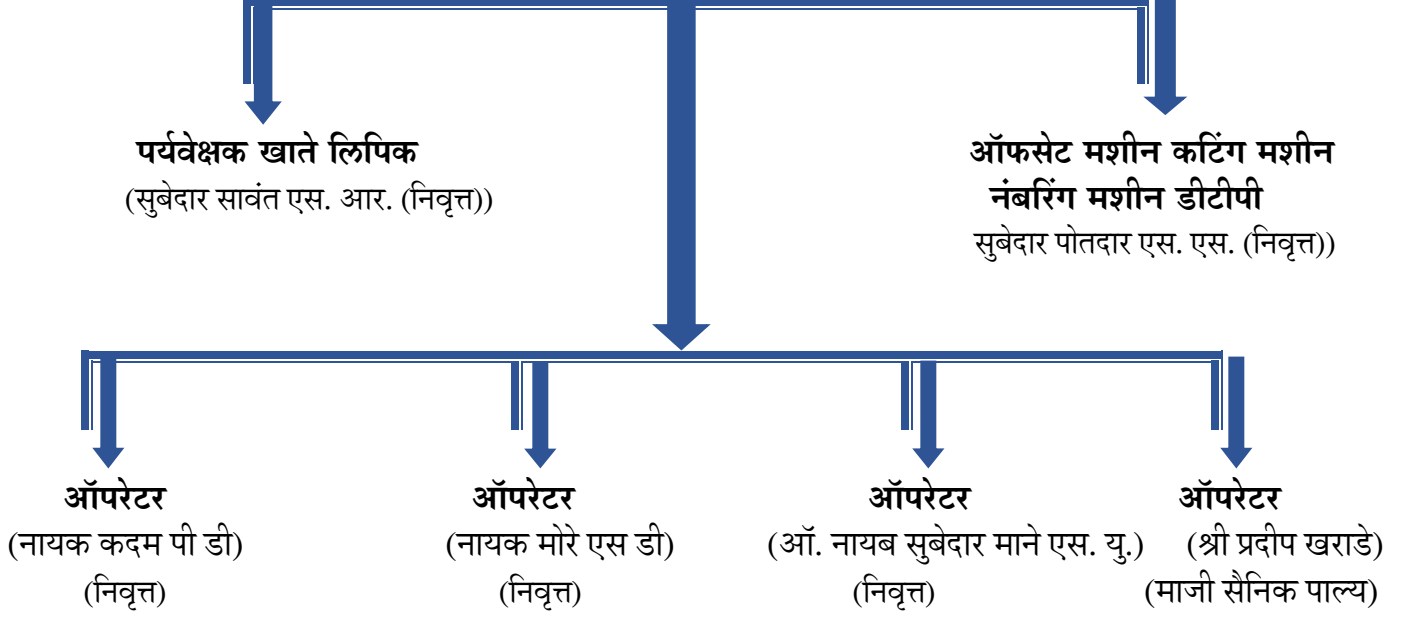 पर्यवेक्षक खाते लिपिक
(सुबेदार सावंत एस. आर. (निवृत्त))
ऑफसेट मशीन कटिंग मशीन
नंबरिंग मशीन डीटीपी
सुबेदार पोतदार एस. एस. (निवृत्त))
ऑपरेटर
(नायक कदम पी डी)
(निवृत्त)
ऑपरेटर
(नायक मोरे एस डी)
(निवृत्त)
ऑपरेटर
(ऑ. नायब सुबेदार माने एस. यु.)
(निवृत्त)
ऑपरेटर
(श्री प्रदीप खराडे)
(माजी सैनिक पाल्य)